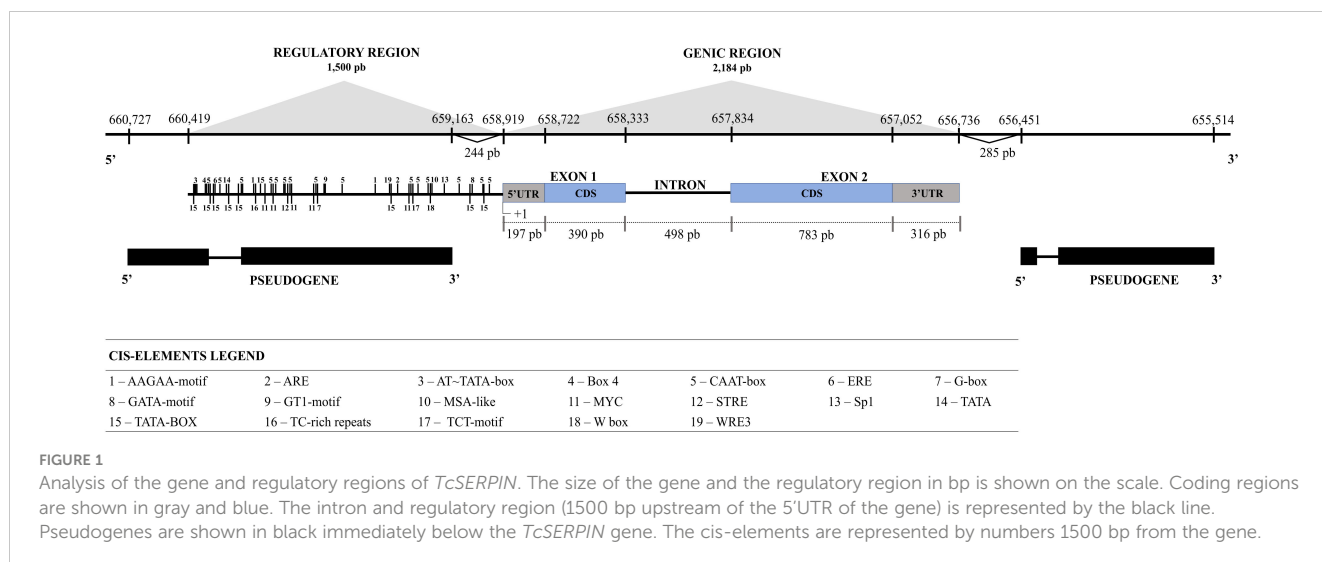 REGULATORY REGION
1,500 pb
GENIC REGION
2,184 pb
660,727 660,419 659,163 658,919 658,722 658,333 657,834 657,052 656,736 656,451 655,514
5’ 244 pb 285 pb 3’
EXON 1 INTRON EXON 2
5’UTR CDS CDS 3’UTR
+1
197 pb 390 pb 498 pb 783 pb 316 pb
PSEUDOGENE PSEUDOGENE
5’ 3’ 5’ 3’
CIS-ELEMENTS LEGEND
1 – AAGAA-motif 2 – ARE 3 – AT~TATA-box 4 – Box 4 5 – CAAT-box 6 – ERE 7 – G-box
8 – GATA-motif 9 – GT1-motif 10 – MSA-like 11 – MYC 12 – STRE 13 – Sp1 14 – TATA
15 – TATA-BOX 16 – TC-rich repeats 17 – TCT-motif 18 – W box 19 – WRE3
FIGURE 1
Analysis of the gene and regulatory regions of TcSERPIN. The size of the gene and the regulatory region in bp is shown on the scale. Coding regions
are shown in gray and blue. The intron and regulatory region (1500 bp upstream of the 5’UTR of the gene) is represented by the black line.
Pseudogenes are shown in black immediately below the TcSERPIN gene. The cis-elements are represented by numbers 1500 bp from the gene.